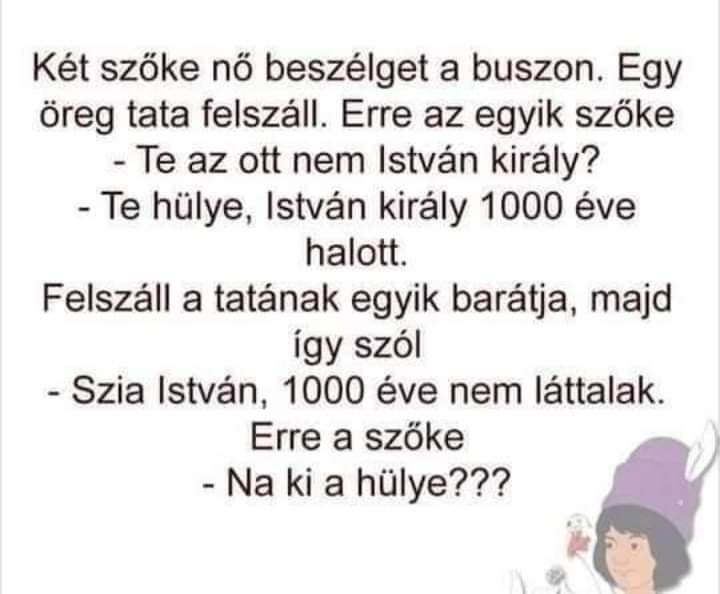 Két szőke nő beszélget a buszon. Egy
öreg tata felszáll. Erre az egyik szőke
- Te az ott nem István király?
- Te hülye, István király 1000 éve
halott.
Felszáll a tatának egyik barátja, majd
így szól
- Szia István, 1000 éve nem láttalak.
Erre a szőke
- Na ki a hülye???